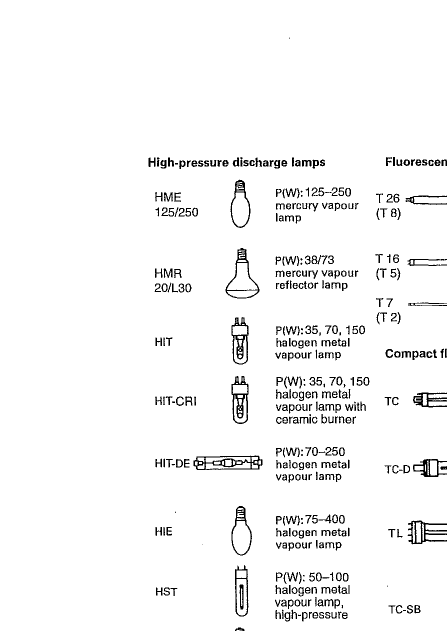 High-pressure discharge lamps
HME
125/250
P(W): 125–250
mercury vapour
lamp
HMR
20/L30
P(W): 38/73
mercury vapour
reflector lamp
HIT
P(W): 35, 70, 150
halogen metal
vapour lamp
HIT-CRI
P(W): 35, 70, 150
halogen metal
vapour lamp with
ceramic burner
HIT-DE
P(W): 70–250
halogen metal
vapour lamp
HIE
P(W): 75–400
halogen metal
vapour lamp
HST
P(W): 50–100
halogen metal
vapour lamp,
high-pressure
Fluorescen
T 26
(T 8)
T 16
(T 5)
T 7
(T 2)
Compact fl
TC
TC-D
TL
TC-SB